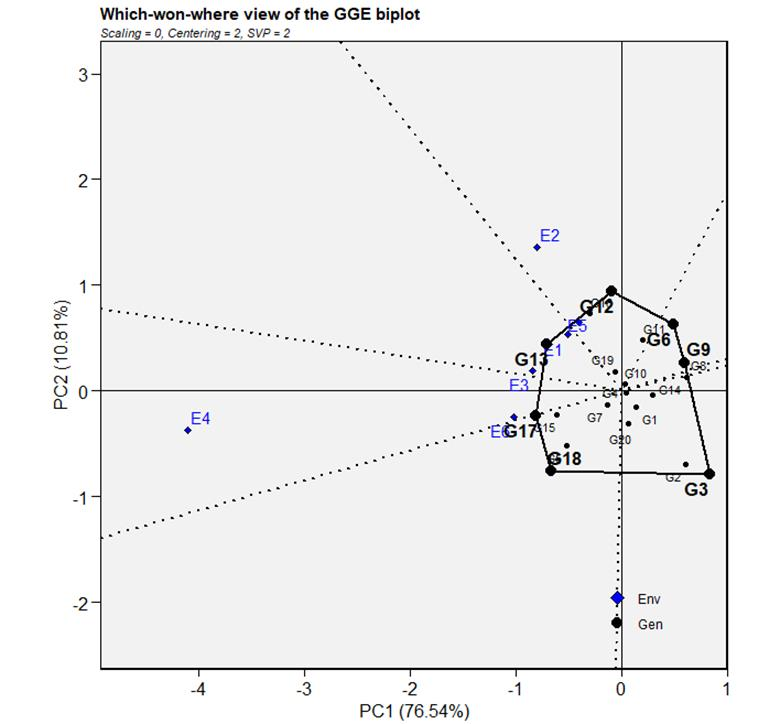 Which-won-where view of the GGE biplot
Scaling = 0, Centering = 2, SVP = 2
3
2
1
0
-1
-2
PC2 (10.81%)
E2
G12
E5
G11
G6
E1
G13
G9
G19
G8
G10
E3
G14
G7
G1
E4
G15
E6
G17
G20
G18
G2
G3
Env
Gen
-4
-3
-2
-1
0
1
PC1 (76.54%)